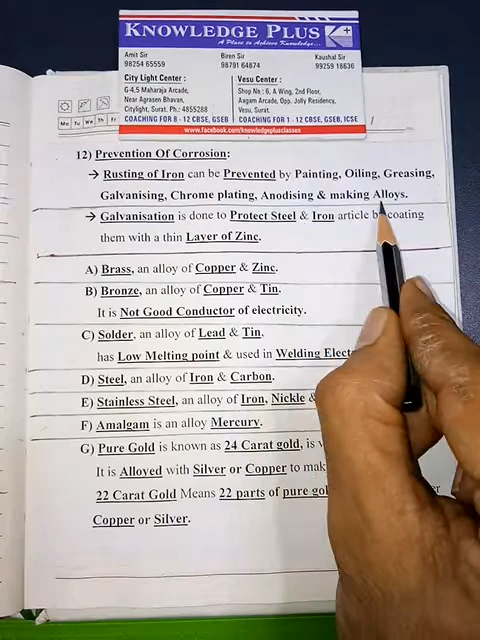 KNOWLEDGE PLUS
A Place to Achieve Knowledge...
Amit Sir
98254 65559
Biren Sir
98791 64874
Kaushal Sir
99259 18636
City Light Center :
G-4,5 Maharaja Arcade,
Near Agrasen Bhavan,
Citylight, Surat. Ph.: 4855288
COACHING FOR 8 - 12 CBSE, GSEB, ICSE
Vesu Center :
Shop No : 6, A Wing, 2nd Floor,
Aagam Arcade, Opp. Jolly Residency,
Vesu, Surat.
COACHING FOR 1 - 12 CBSE, GSEB, ICSE
www.facebook.com/knowledgeplusclasses
Mo Tu We Th Fr
12) Prevention Of Corrosion:
→ Rusting of Iron can be Prevented by Painting, Oiling, Greasing,
Galvanising, Chrome plating, Anodising & making Alloys.
→ Galvanisation is done to Protect Steel & Iron article by coating
them with a thin Layer of Zinc.
A) Brass, an alloy of Copper & Zinc.
B) Bronze, an alloy of Copper & Tin.
It is Not Good Conductor of electricity.
C) Solder, an alloy of Lead & Tin,
has Low Melting point & used in Welding
D) Steel, an alloy of Iron & Carbon.
E) Stainless Steel, an alloy of Iron, Nickle &
F) Amalgam is an alloy Mercury.
G) Pure Gold is known as 24 Carat gold, is
It is Alloyed with Silver or Copper to
22 Carat Gold Means 22 parts of pure
Copper or Silver.